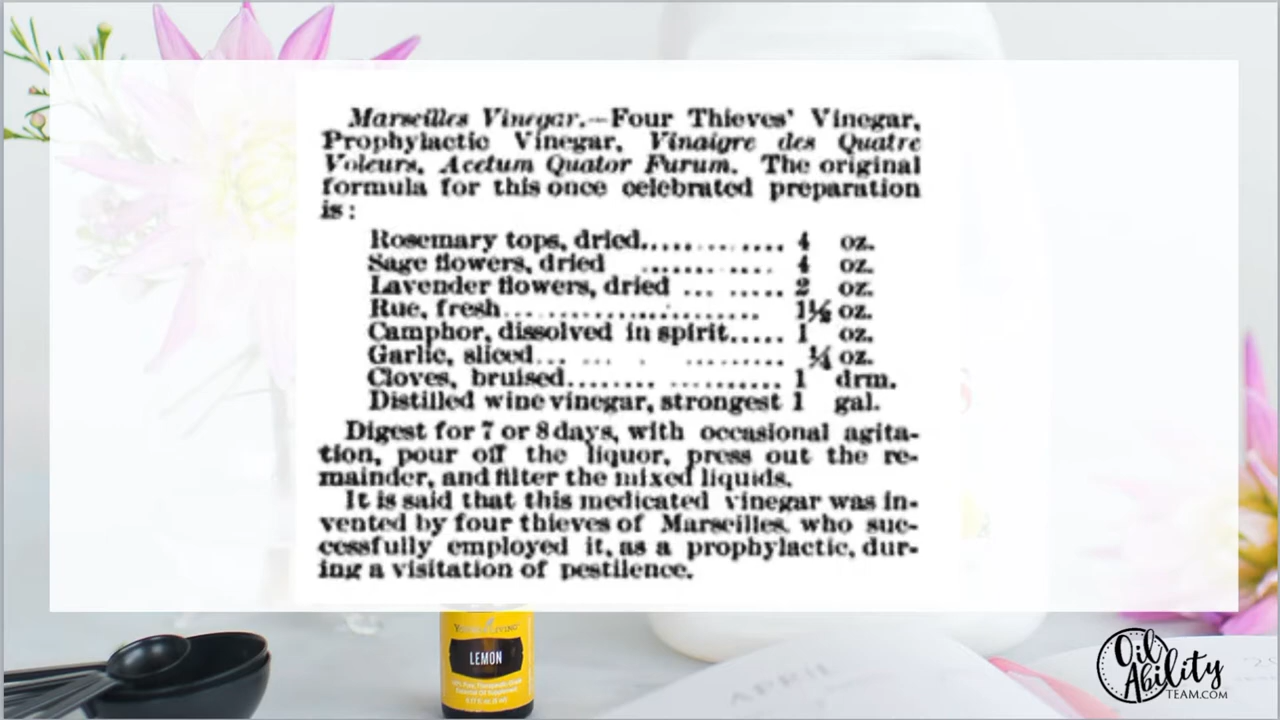 Marseilles Vinegar.—Four Thieves' Vinegar,
Prophylactic Vinegar, Vinaigre des Quatre
Voleurs, Acetum Quator Furum. The original
formula for this once celebrated preparation
is:
Rosemary tops, dried.............. 4 oz.
Sage flowers, dried ........... 4 oz.
Lavender flowers, dried ... ..... 2 oz.
Rue, fresh......................... 1½ oz.
Camphor, dissolved in spirit..... 1 oz.
Garlic, sliced... ... . ......... ¼ oz.
Cloves, bruised........ .......... 1 drm.
Distilled wine vinegar, strongest 1 gal.
Digest for 7 or 8 days, with occasional agita-
tion, pour off the liquor, press out the re-
mainder, and filter the mixed liquids.
It is said that this medicated vinegar was in-
vented by four thieves of Marseilles, who suc-
cessfully employed it, as a prophylactic, dur-
ing a visitation of pestilence.
YOUNG LIVING
LEMON
APRIL
Oil
Ability
TEAM.COM